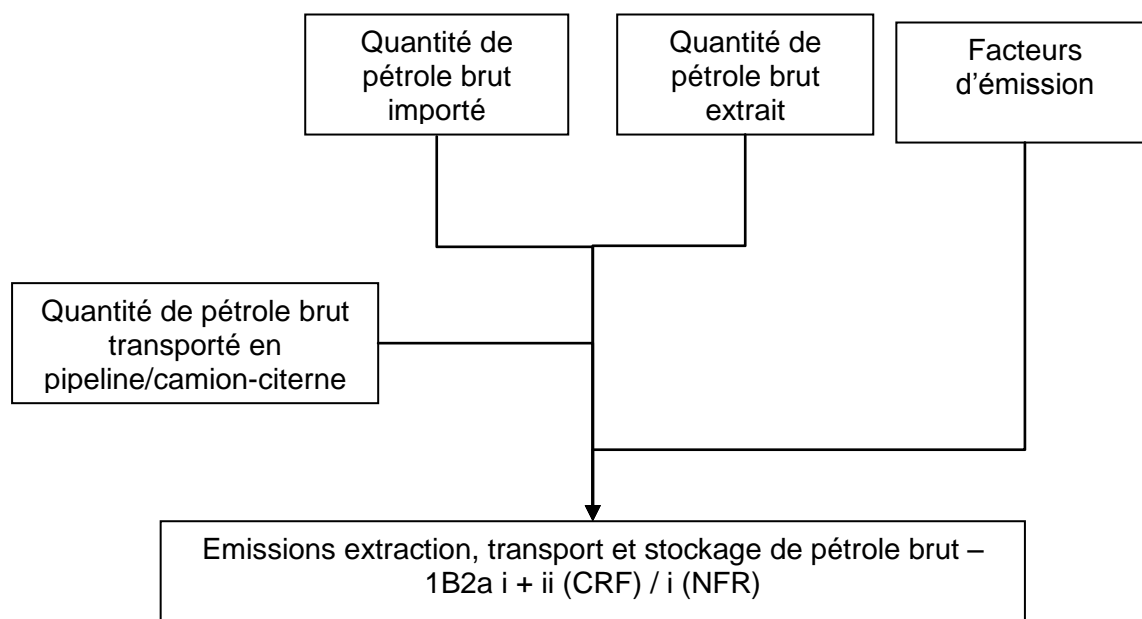 Quantité de
pétrole brut
importé
Quantité de
pétrole brut
extrait
Facteurs
d’émission
Quantité de pétrole brut
transporté en
pipeline/camion-citerne
Emissions extraction, transport et stockage de pétrole brut –
1B2a i + ii (CRF) / i (NFR)